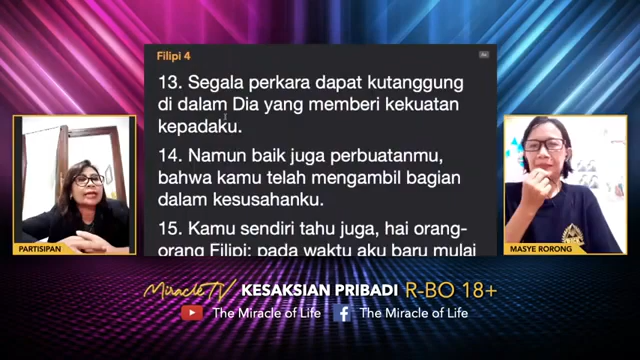 Filipi 4
13. Segala perkara dapat kutanggung
di dalam Dia yang memberi kekuatan
kepadaku.
14. Namun baik juga perbuatanmu,
bahwa kamu telah mengambil bagian
dalam kesusahanku.
15. Kamu sendiri tahu juga, hai orang-
orang Filipi; pada waktu aku baru mulai
PARTISIPAN
MASYE RORONG
Miracle TV KESAKSIAN PRIBADI R-BO 18+
The Miracle of Life
The Miracle of Life